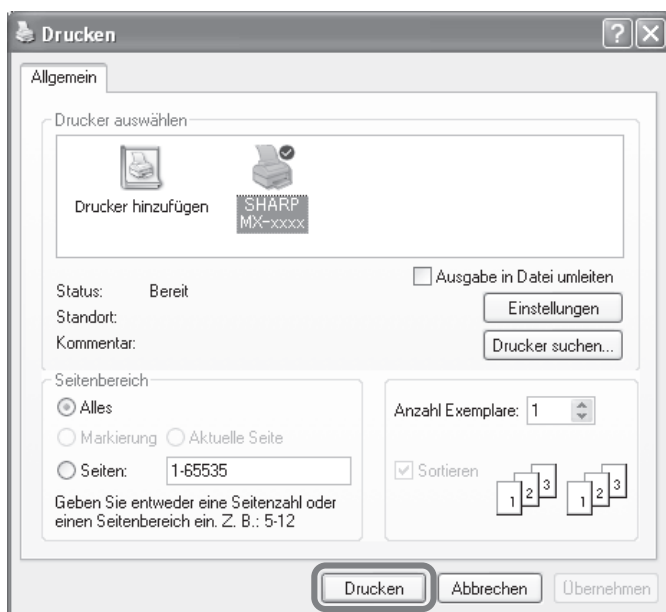 Drucken
Allgemein
Drucker auswählen
Drucker hinzufügen
SHARP
MX-xxxx
Status: Bereit
Standort:
Kommentar:
Ausgabe in Datei umleiten
Einstellungen
Drucker suchen...
Seitenbereich
Alles
Markierung Aktuelle Seite
Seiten: 1-65535
Geben Sie entweder eine Seitenzahl oder
einen Seitenbereich ein. Z. B.: 5-12
Anzahl Exemplare: 1
Sortieren
1 2 3 1 2 3
Drucken Abbrechen Übernehmen